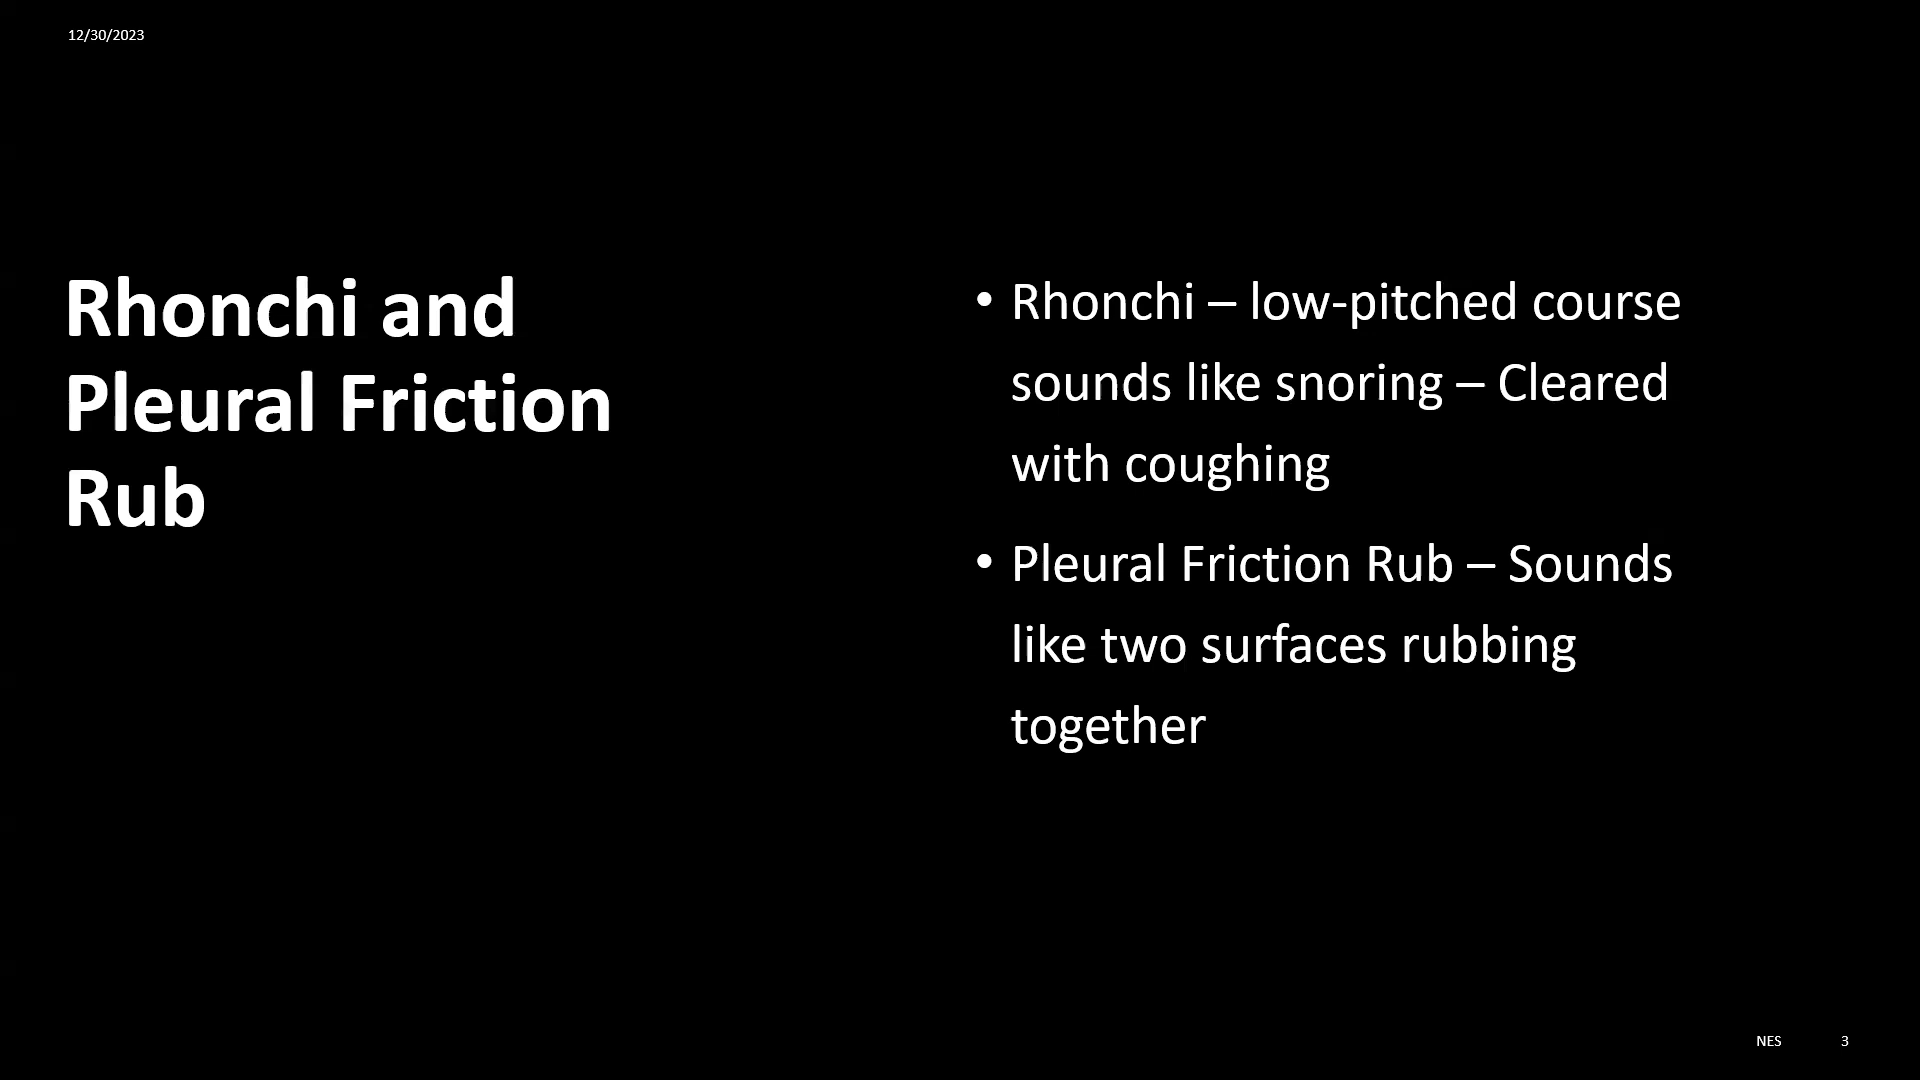 12/30/2023
Rhonchi and
Pleural Friction
Rub
• Rhonchi – low-pitched course
sounds like snoring – Cleared
with coughing
• Pleural Friction Rub – Sounds
like two surfaces rubbing
together
NES 3